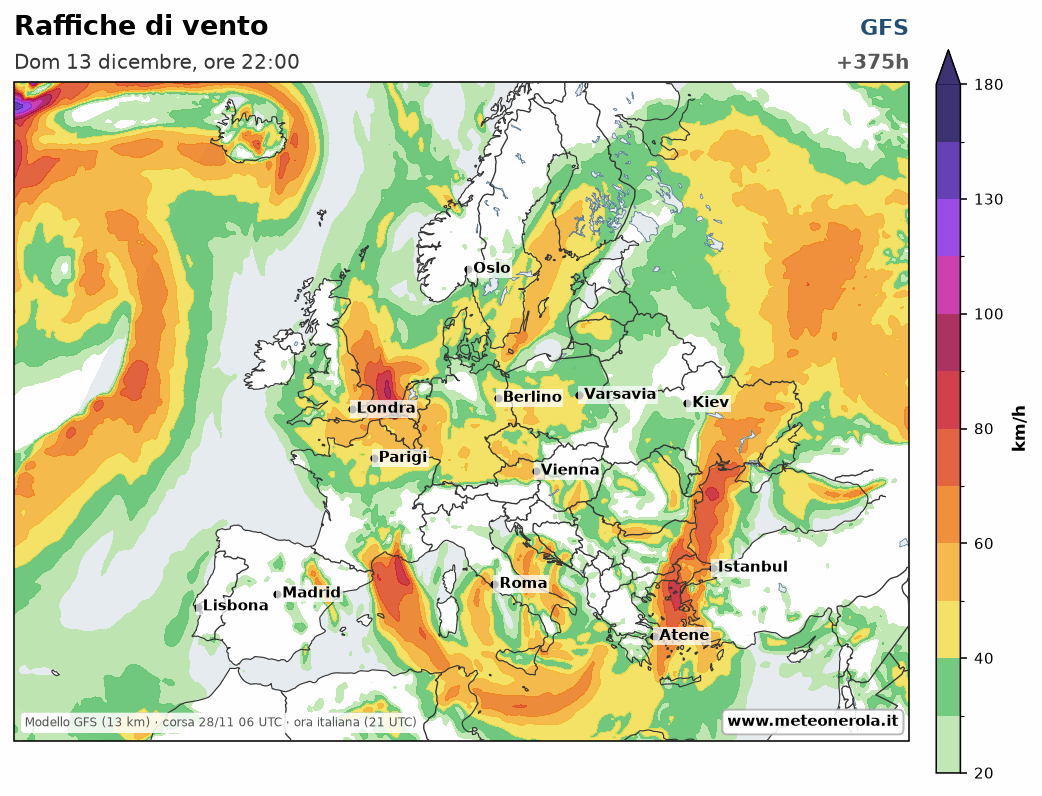 Raffiche di vento
GFS
Dom 13 dicembre, ore 22:00
+375h
180
130
100
80
60
40
20
km/h
Oslo
Londra
Berlino
Varsavia
Kiev
Parigi
Vienna
Istanbul
Roma
Madrid
Lisbona
Atene
Modello GFS (13 km) · corsa 28/11 06 UTC · ora italiana (21 UTC)
www.meteonerola.it